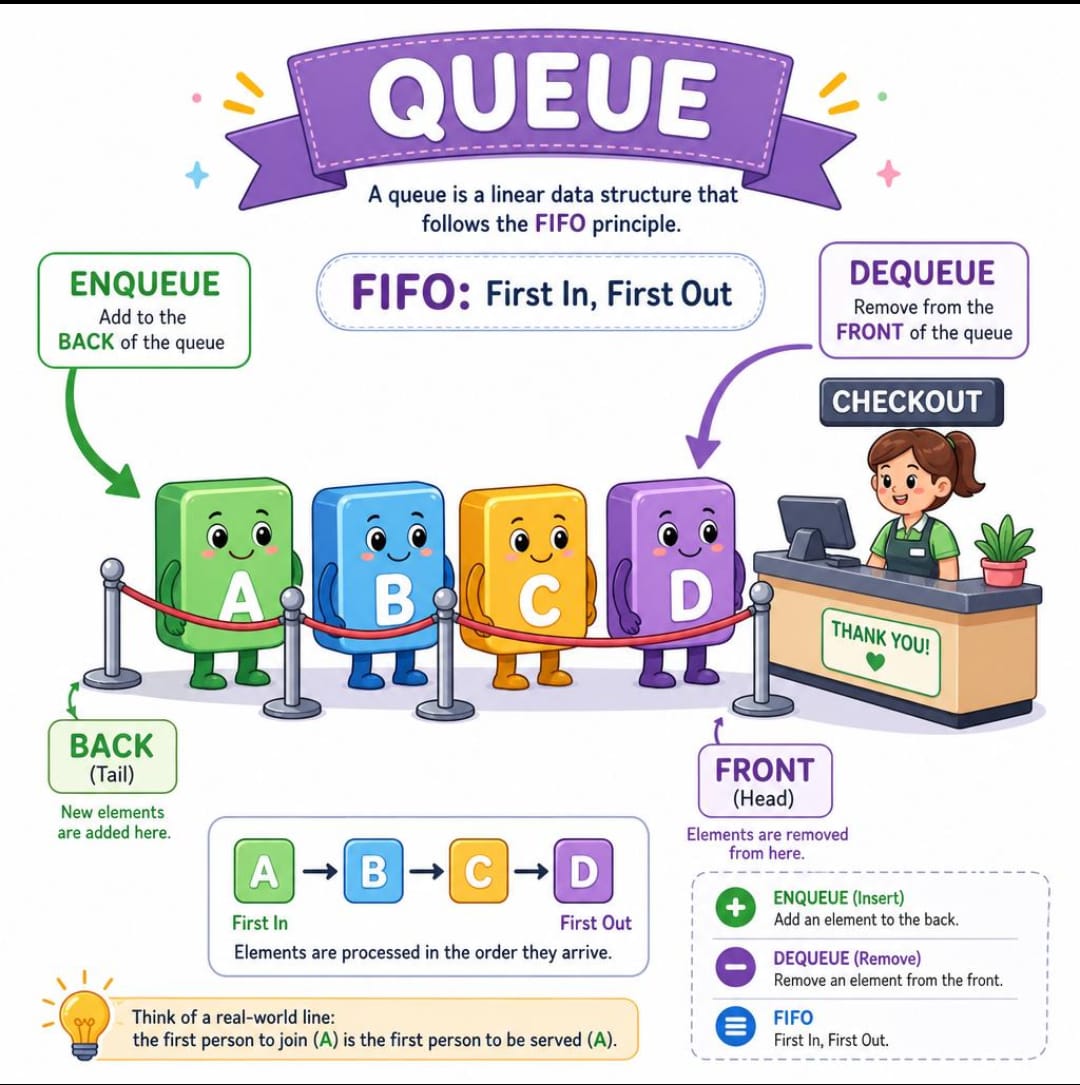 QUEUE
A queue is a linear data structure that
follows the FIFO principle.
ENQUEUE
Add to the
BACK of the queue
FIFO: First In, First Out
DEQUEUE
Remove from the
FRONT of the queue
CHECKOUT
A
B
C
D
THANK YOU!
BACK
(Tail)
New elements
are added here.
FRONT
(Head)
Elements are removed
from here.
A
B
C
D
First In
First Out
Elements are processed in the order they arrive.
ENQUEUE (Insert)
Add an element to the back.
DEQUEUE (Remove)
Remove an element from the front.
FIFO
First In, First Out.
Think of a real-world line:
the first person to join (A) is the first person to be served (A).